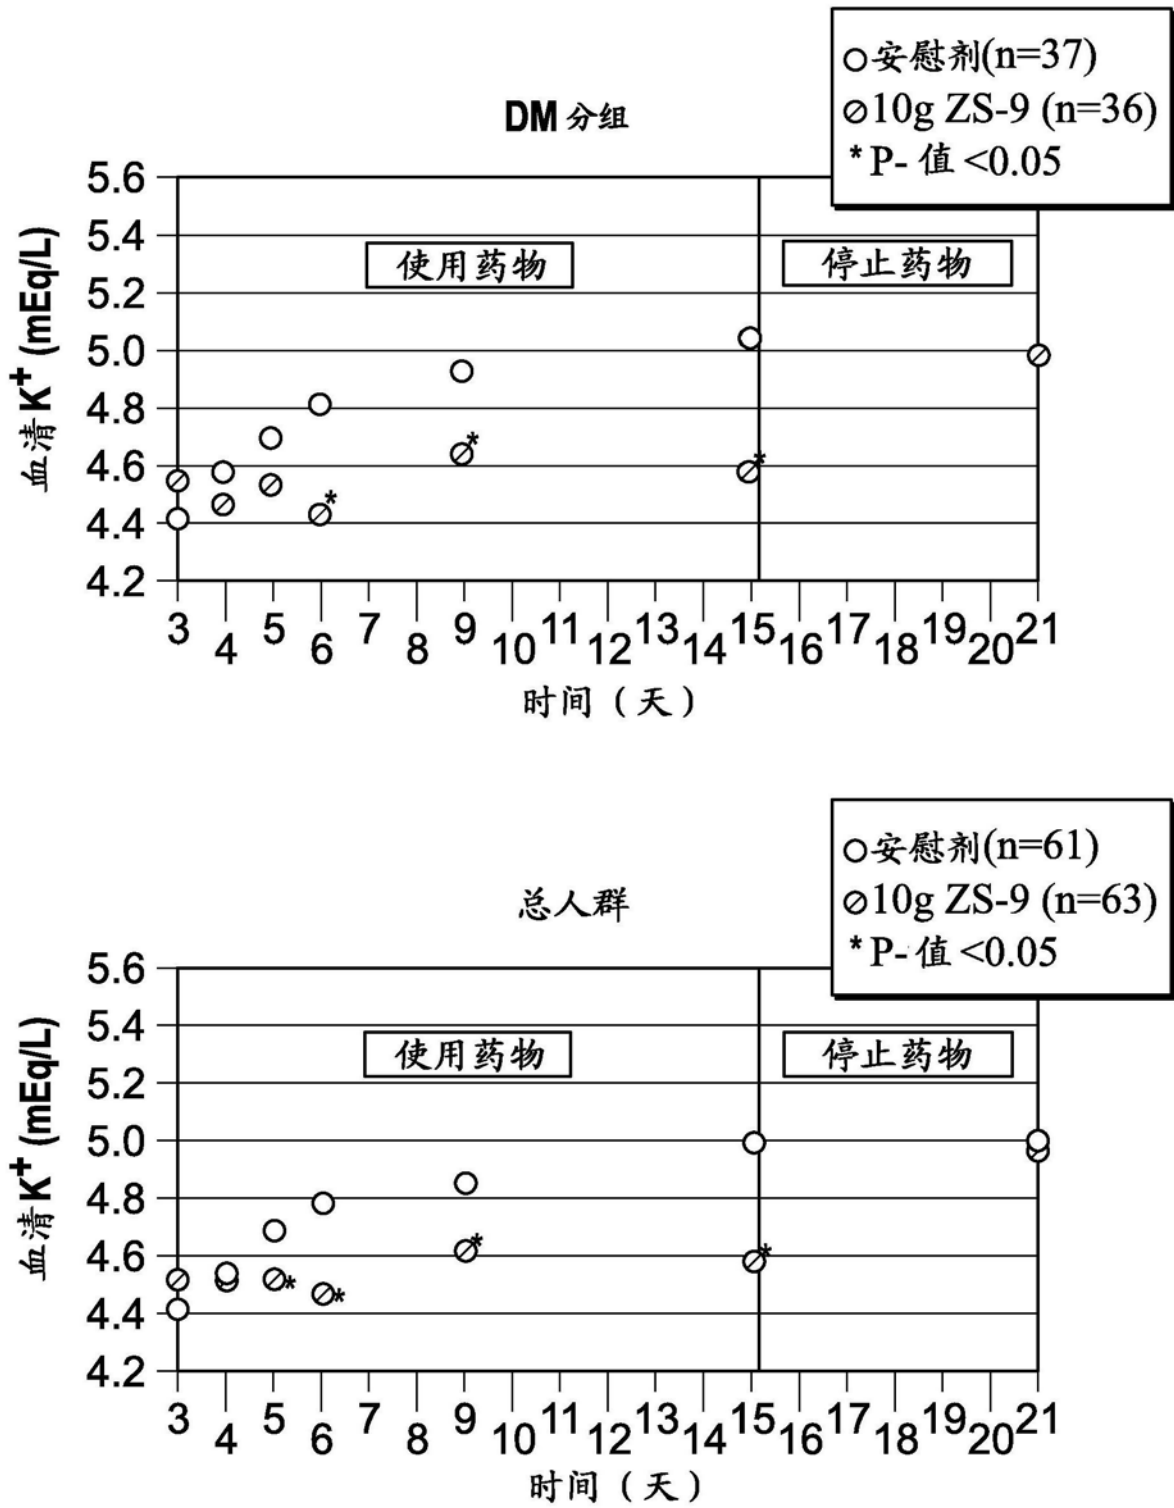 ○安慰剂(n=37)
⊘10g ZS-9 (n=36)
*P-值<0.05
DM分组
使用药物
停止药物
血清K⁺ (mEq/L)
5.6
5.4
5.2
5.0
4.8
4.6
4.4
4.2
*
*
*
3 4 5 6 7 8 9 10 11 12 13 14 15 16 17 18 19 20 21
时间(天)
○安慰剂(n=61)
⊘10g ZS-9 (n=63)
*P-值<0.05
总人群
使用药物
停止药物
血清K⁺ (mEq/L)
5.6
5.4
5.2
5.0
4.8
4.6
4.4
4.2
*
*
*
*
3 4 5 6 7 8 9 10 11 12 13 14 15 16 17 18 19 20 21
时间(天)